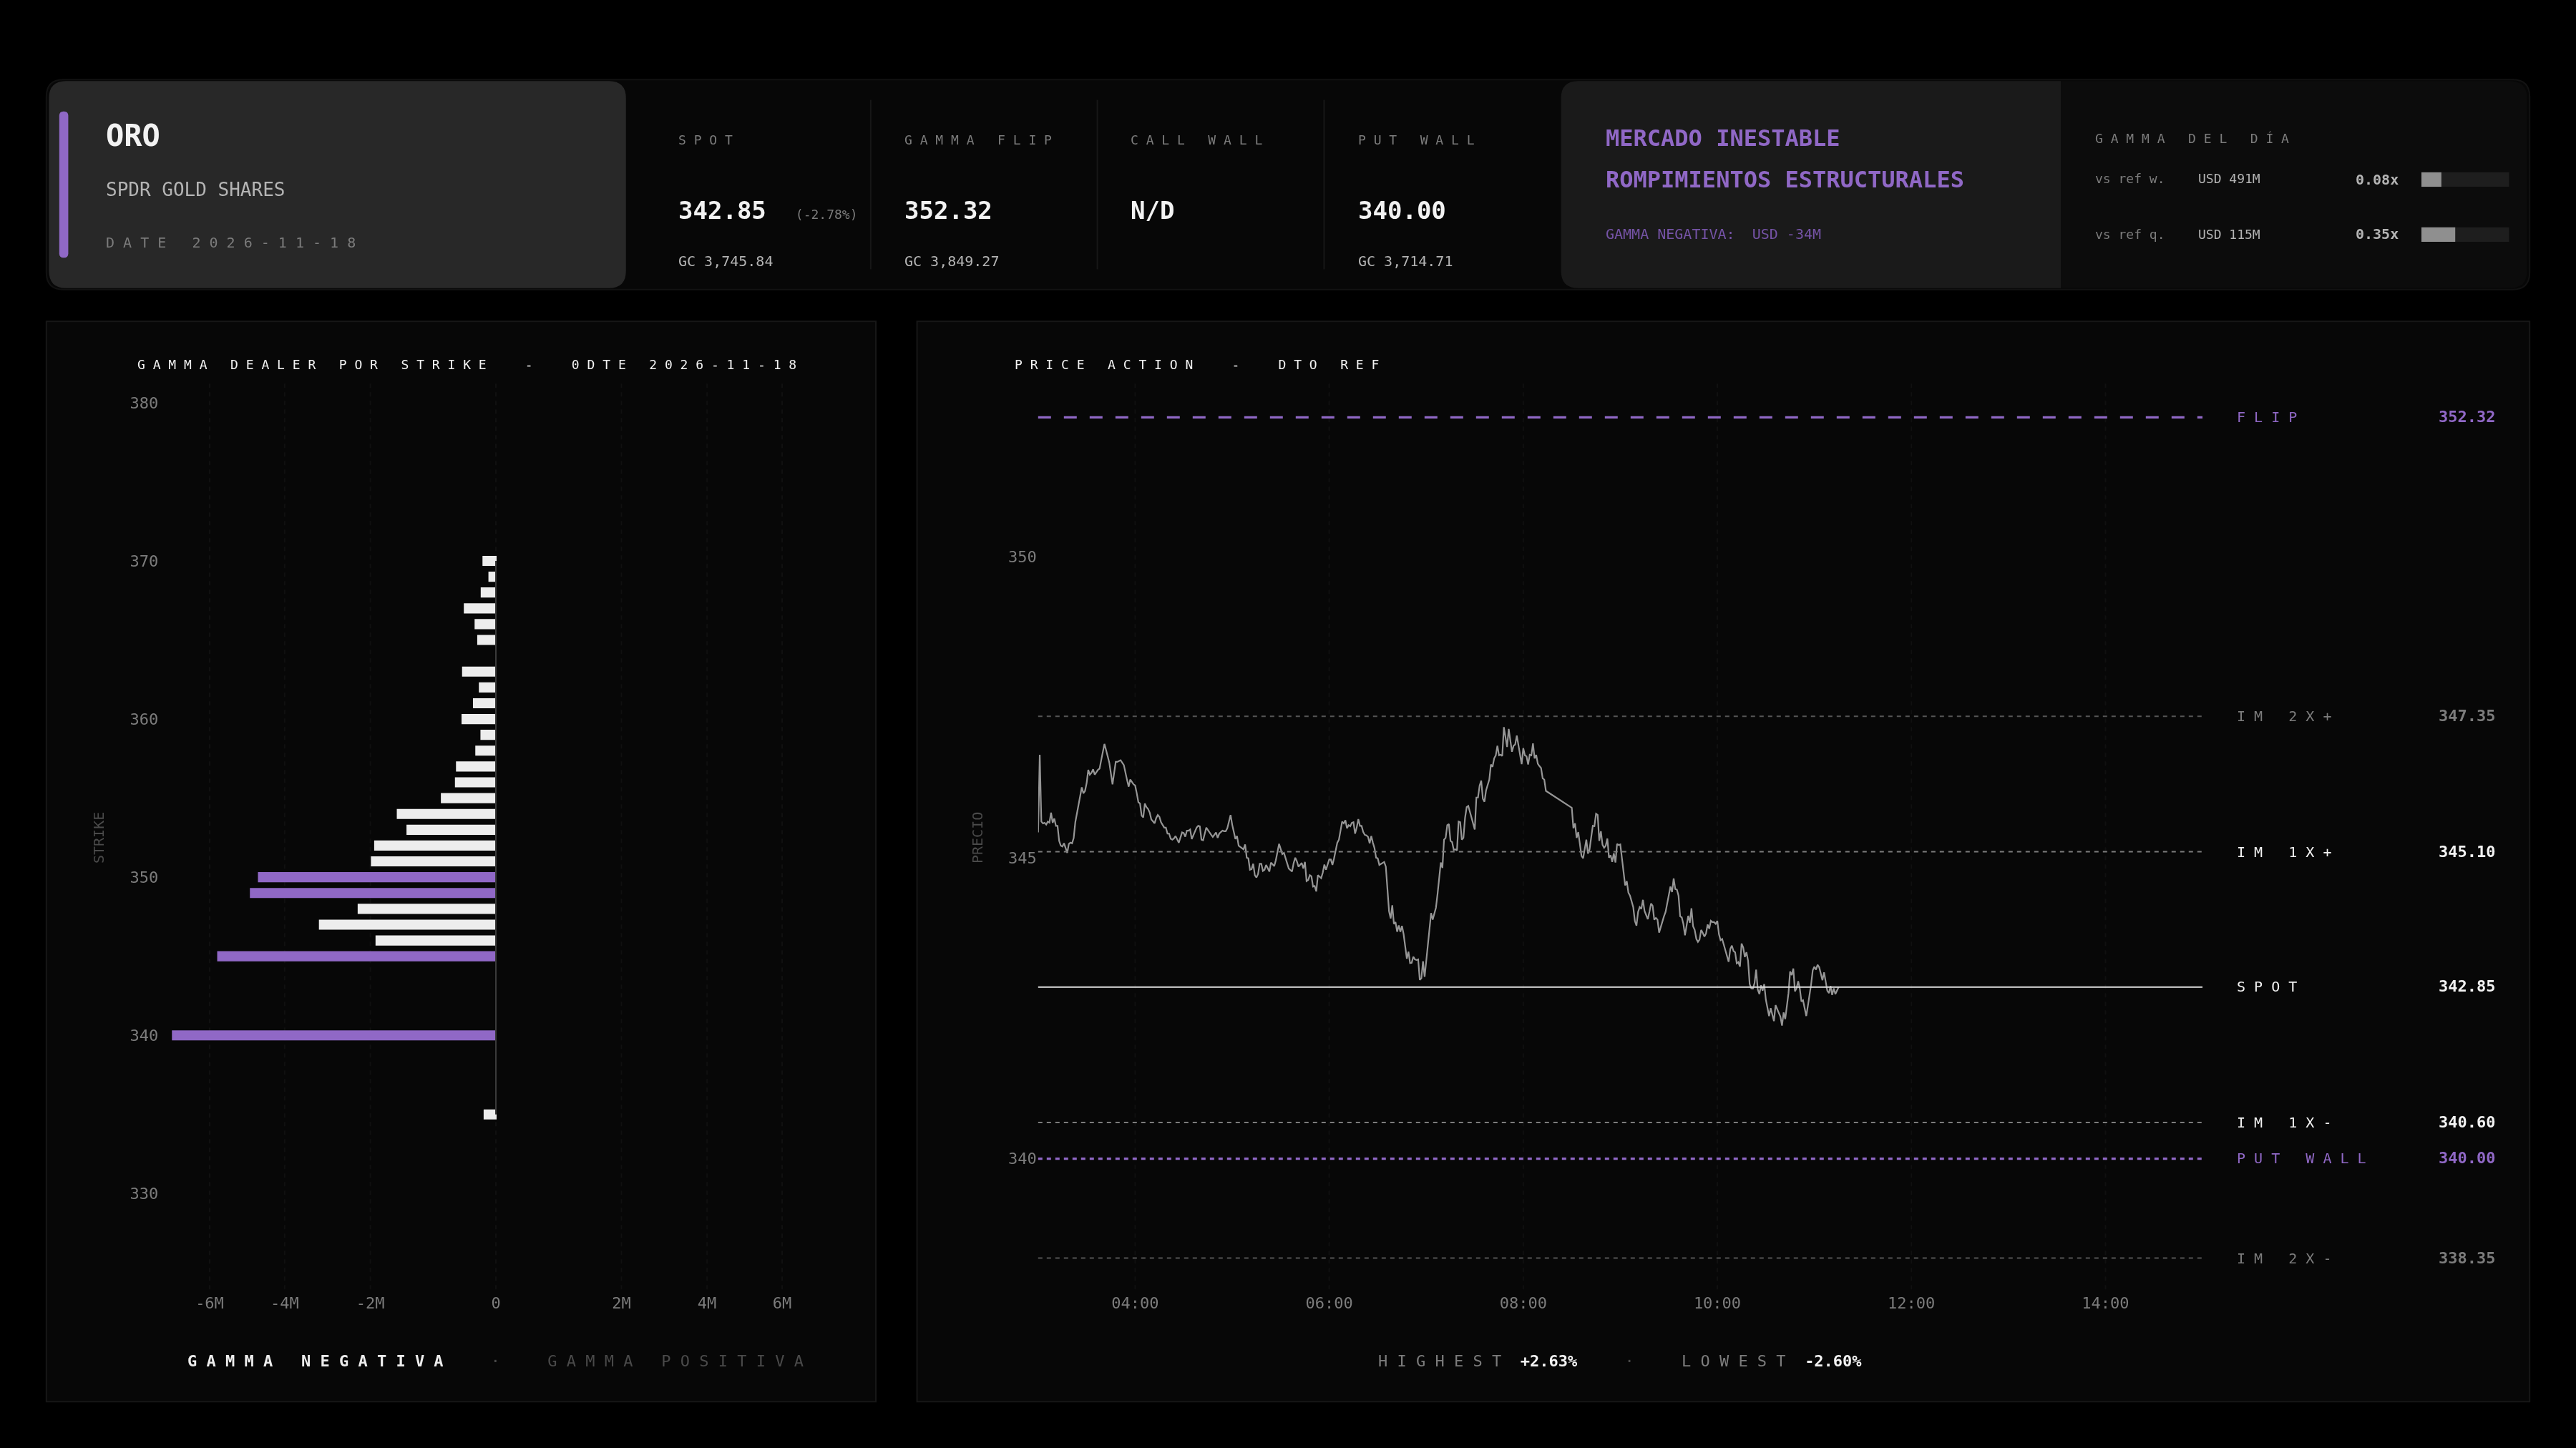 ORO
SPDR GOLD SHARES
DATE 2026-11-18
SPOT
342.85 (-2.78%)
GC 3,745.84
GAMMA FLIP
352.32
GC 3,849.27
CALL WALL
N/D
PUT WALL
340.00
GC 3,714.71
MERCADO INESTABLE
ROMPIMIENTOS ESTRUCTURALES
GAMMA NEGATIVA: USD -34M
GAMMA DEL DÍA
vs ref w. USD 491M 0.08x
vs ref q. USD 115M 0.35x
GAMMA DEALER POR STRIKE - 0DTE 2026-11-18
380
370
360
350
340
330
STRIKE
-6M -4M -2M 0 2M 4M 6M
GAMMA NEGATIVA · GAMMA POSITIVA
PRICE ACTION - DTO REF
350
345
340
PRECIO
FLIP 352.32
IM 2X+ 347.35
IM 1X+ 345.10
SPOT 342.85
IM 1X- 340.60
PUT WALL 340.00
IM 2X- 338.35
04:00 06:00 08:00 10:00 12:00 14:00
HIGHEST +2.63% · LOWEST -2.60%